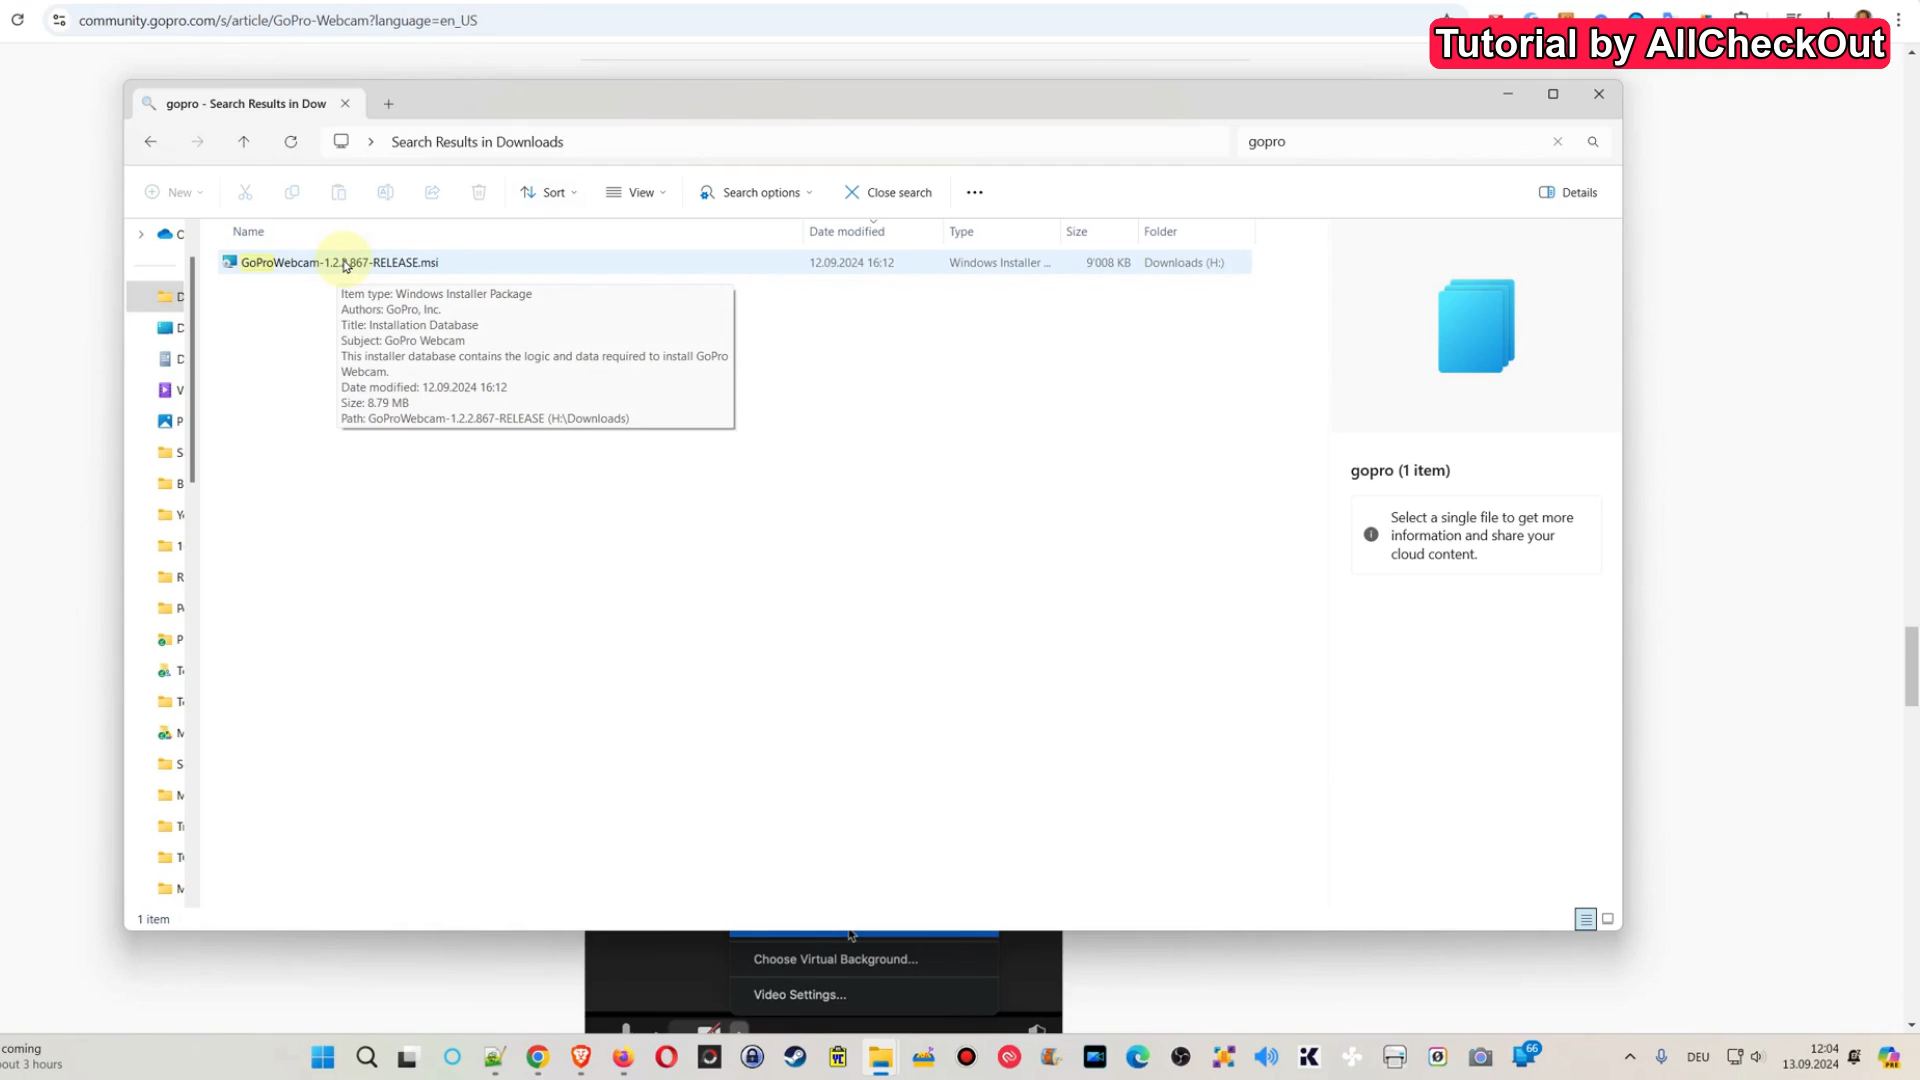 community.gopro.com/s/article/GoPro-Webcam?language=en_US
Tutorial by AllCheckOut
gopro - Search Results in Dow
Search Results in Downloads
gopro
New
Sort
View
Search options
Close search
Details
Name
Date modified
Type
Size
Folder
GoProWebcam-1.2.2.867-RELEASE.msi
12.09.2024 16:12
Windows Installer ...
9'008 KB
Downloads (H:)
Item type: Windows Installer Package
Authors: GoPro, Inc.
Title: Installation Database
Subject: GoPro Webcam
This installer database contains the logic and data required to install GoPro
Webcam.
Date modified: 12.09.2024 16:12
Size: 8.79 MB
Path: GoProWebcam-1.2.2.867-RELEASE (H:\Downloads)
gopro (1 item)
Select a single file to get more
information and share your
cloud content.
1 item
Choose Virtual Background...
Video Settings...
coming
bout 3 hours
66
DEU
12:04
13.09.2024
PRE